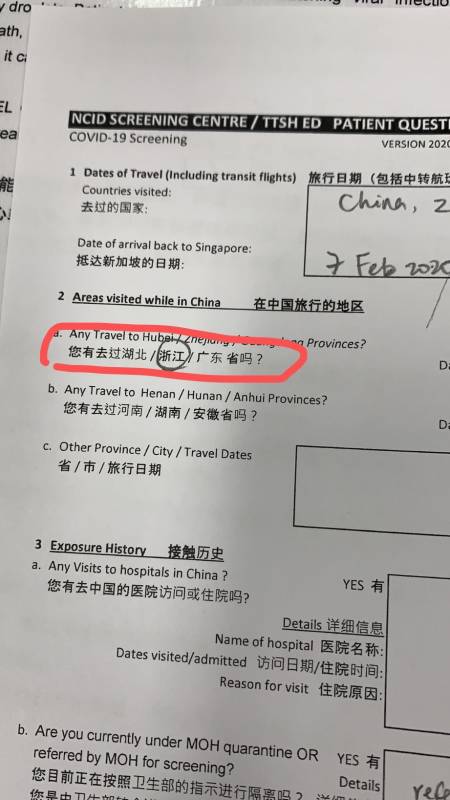 ath,
it c
NCID SCREENING CENTRE / TTSH ED PATIENT QUEST
COVID-19 Screening
VERSION 2020
1 Dates of Travel (Including transit flights) 旅行日期（包括中转航班
Countries visited:
去过的国家:
China, 2
Date of arrival back to Singapore:
抵达新加坡的日期:
7 Feb 2020
2 Areas visited while in China 在中国旅行的地区
a. Any Travel to Hubei / Zhejiang / Guangdong Provinces?
您有去过湖北 / 浙江 / 广东 省吗？
b. Any Travel to Henan / Hunan / Anhui Provinces?
您有去过河南 / 湖南 / 安徽省吗？
c. Other Province / City / Travel Dates
省 / 市 / 旅行日期
3 Exposure History 接触历史
a. Any Visits to hospitals in China ?
您有去中国的医院访问或住院吗?
YES 有
Details 详细信息
Name of hospital 医院名称:
Dates visited/admitted 访问日期/住院时间:
Reason for visit 住院原因:
b. Are you currently under MOH quarantine OR
referred by MOH for screening?
YES 有
Details
您目前正在按照卫生部的指示进行隔离吗？